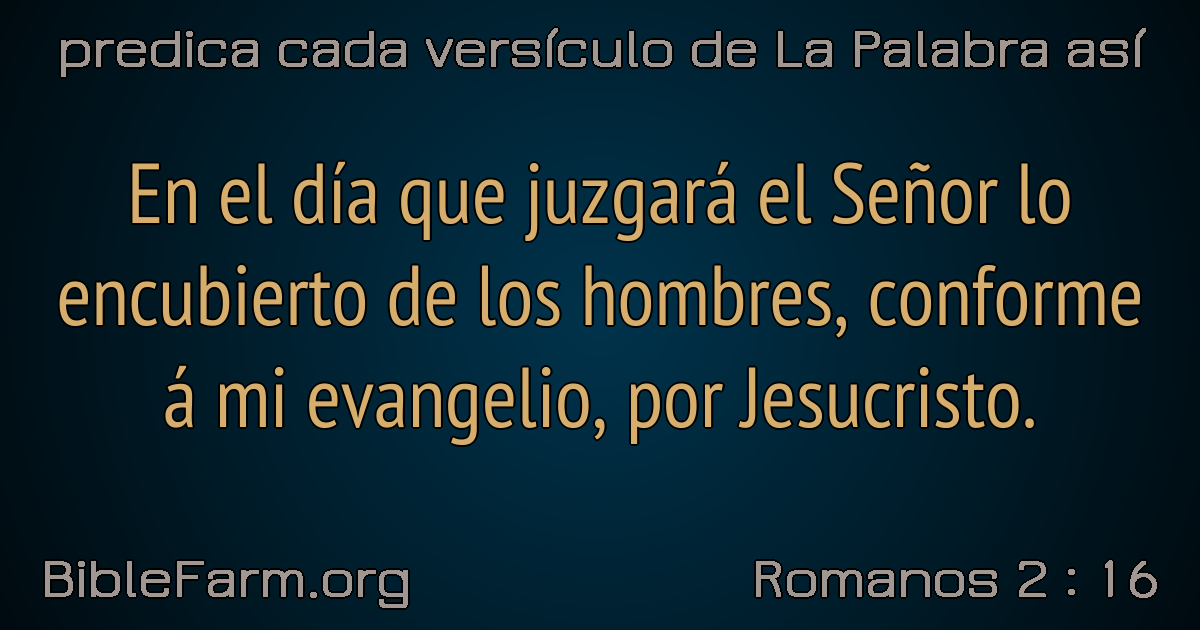 predica cada versículo de La Palabra así
En el día que juzgará el Señor lo
encubierto de los hombres, conforme
á mi evangelio, por Jesucristo.
BibleFarm.org
Romanos 2 : 16